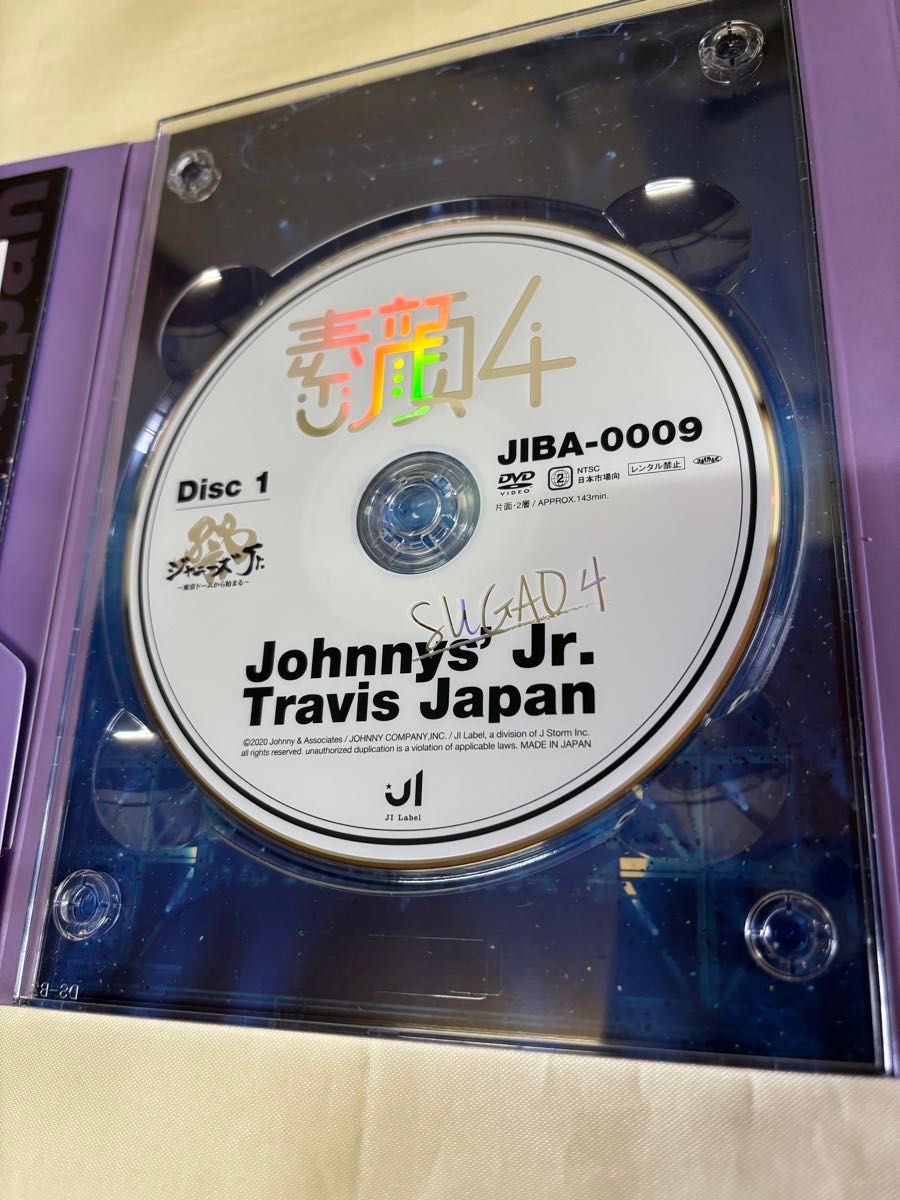 pan
素顔4
Disc 1
JIBA-0009
DVD
VIDEO
2
NTSC
日本市場向
レンタル禁止
片面・2層 / APPROX.143min.
祭
ジャニーズJr.
～東京ドームから始まる～
SUGAO 4
Johnnys' Jr.
Travis Japan
©2020 Johnny & Associates / JOHNNY COMPANY,INC. / JI Label, a division of J Storm Inc.
all rights reserved. unauthorized duplication is a violation of applicable laws. MADE IN JAPAN
JI
JI Label